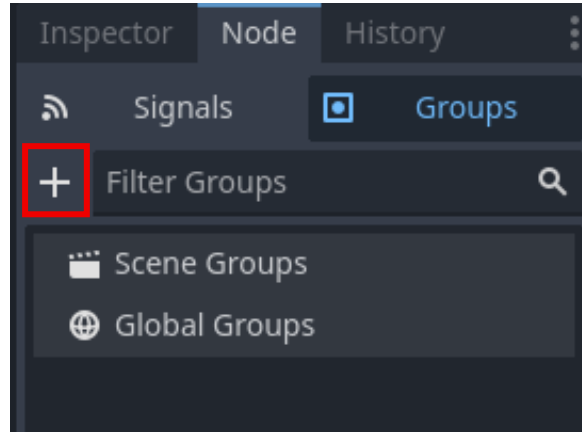 Inspector Node History
Signals Groups
Filter Groups
Scene Groups
Global Groups